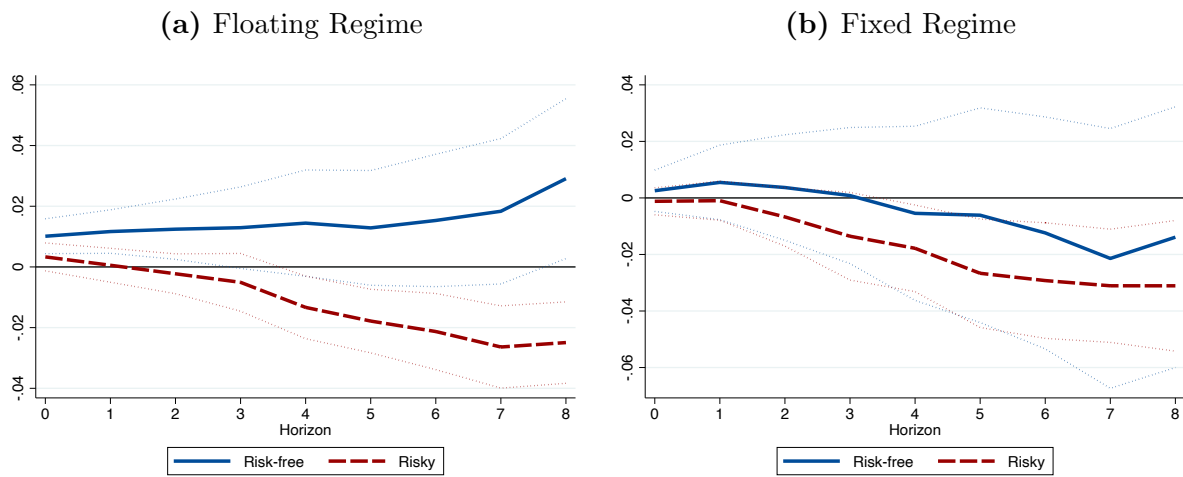 (a) Floating Regime
.06
.04
.02
0
-.02
-.04
0 1 2 3 4 5 6 7 8
Horizon
Risk-free Risky
(b) Fixed Regime
.04
.02
0
-.02
-.04
-.06
0 1 2 3 4 5 6 7 8
Horizon
Risk-free Risky